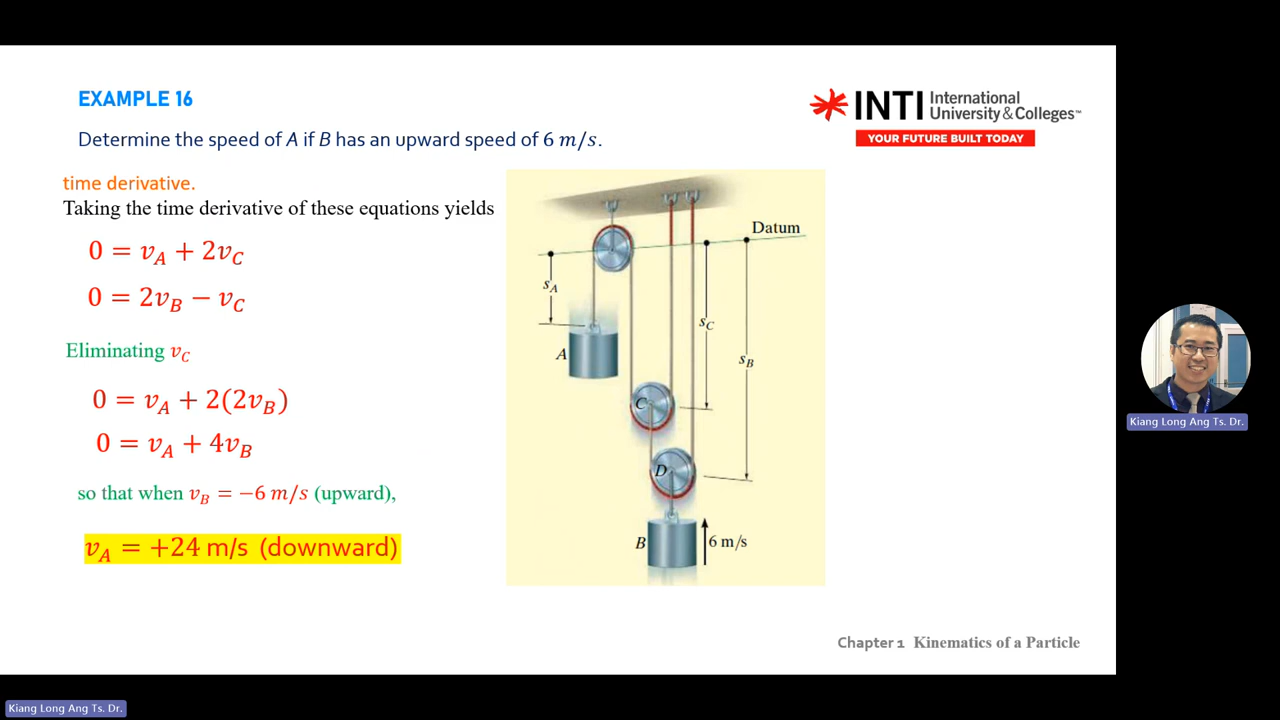 EXAMPLE 16
INTI International University & Colleges™
YOUR FUTURE BUILT TODAY
Determine the speed of A if B has an upward speed of 6 m/s.
time derivative.
Taking the time derivative of these equations yields
0 = v_A + 2v_C
0 = 2v_B − v_C
Eliminating v_C
0 = v_A + 2(2v_B)
0 = v_A + 4v_B
so that when v_B = −6 m/s (upward),
v_A = +24 m/s (downward)
Datum
s_A
s_C
s_B
A
C
D
B
6 m/s
Kiang Long Ang Ts. Dr.
Chapter 1 Kinematics of a Particle
Kiang Long Ang Ts. Dr.